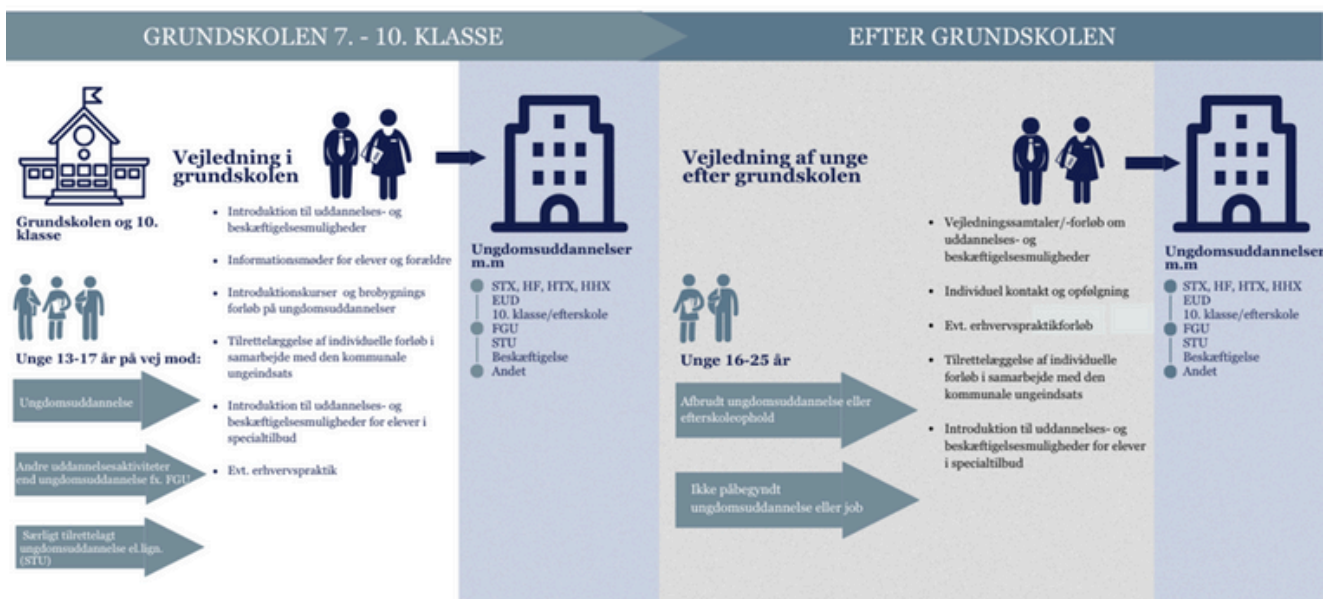 GRUNDSKOLEN 7. - 10. KLASSE
EFTER GRUNDSKOLEN
Grundskolen og 10.
klasse
Unge 13-17 år på vej mod:
Ungdomsuddannelse
Andre uddannelsesaktiviteter
end ungdomsuddannelse fx. FGU
Særligt tilrettelagt
ungdomsuddannelse el.lign.
(STU)
Vejledning i
grundskolen
• Introduktion til uddannelses- og
beskæftigelsesmuligheder
• Informationsmøder for elever og forældre
• Introduktionskurser og brobygnings
forløb på ungdomsuddannelser
• Tilrettelæggelse af individuelle forløb i
samarbejde med den kommunale
ungeindsats
• Introduktion til uddannelses- og
beskæftigelsesmuligheder for elever i
specialtilbud
• Evt. erhvervspraktik
Ungdomsuddannelser
m.m
STX, HF, HTX, HHX
EUD
10. klasse/efterskole
FGU
STU
Beskæftigelse
Andet
Vejledning af unge
efter grundskolen
Unge 16-25 år
Afbrudt ungdomsuddannelse eller
efterskoleophold
Ikke påbegyndt
ungdomsuddannelse eller job
• Vejledningssamtaler/-forløb om
uddannelses- og
beskæftigelsesmuligheder
• Individuel kontakt og opfølgning
• Evt. erhvervspraktikforløb
• Tilrettelæggelse af individuelle
forløb i samarbejde med den
kommunale ungeindsats
• Introduktion til uddannelses- og
beskæftigelsesmuligheder for elever
i specialtilbud
Ungdomsuddannelser
m.m
STX, HF, HTX, HHX
EUD
10. klasse/efterskole
FGU
STU
Beskæftigelse
Andet